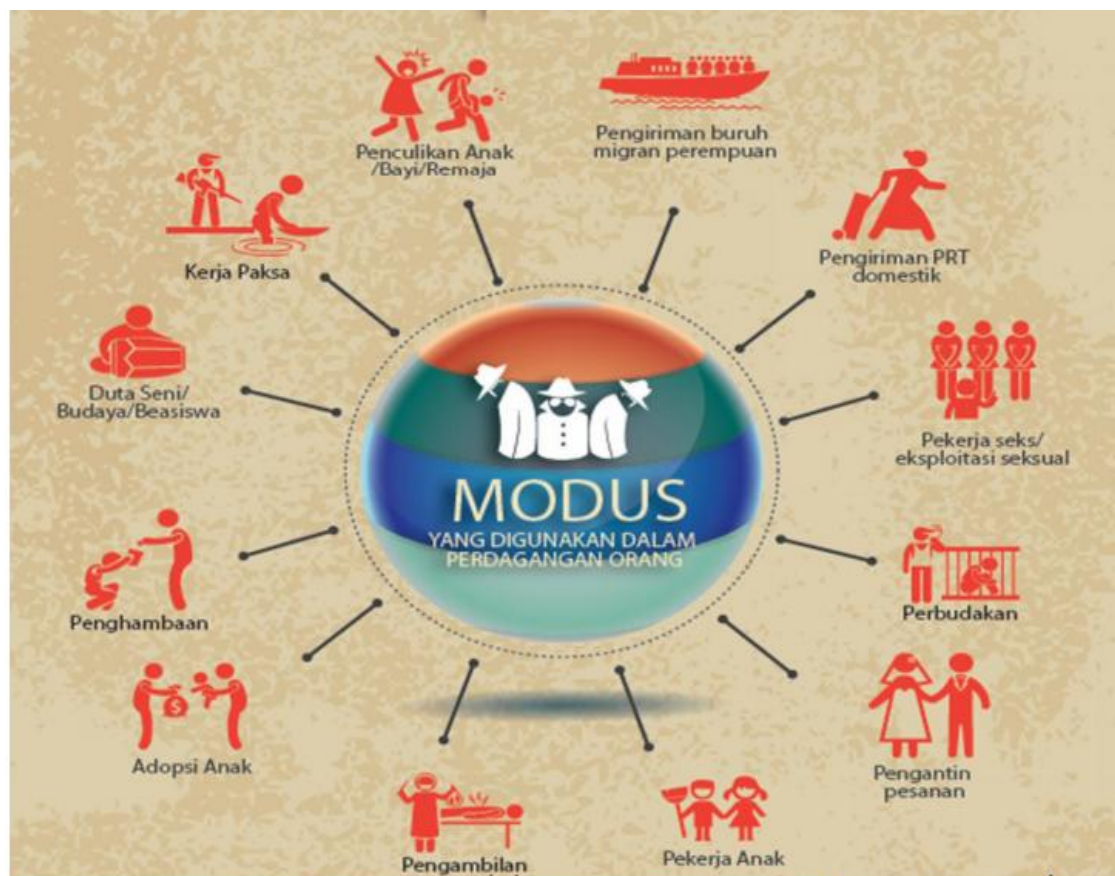 Penculikan Anak
/Bayi/Remaja
Pengiriman buruh
migran perempuan
Pengiriman PRT
domestik
Pekerja seks/
eksploitasi seksual
Perbudakan
Pengantin
pesanan
Pekerja Anak
Pengambilan
Adopsi Anak
Penghambaan
Duta Seni/
Budaya/Beasiswa
Kerja Paksa
MODUS
YANG DIGUNAKAN DALAM
PERDAGANGAN ORANG
$